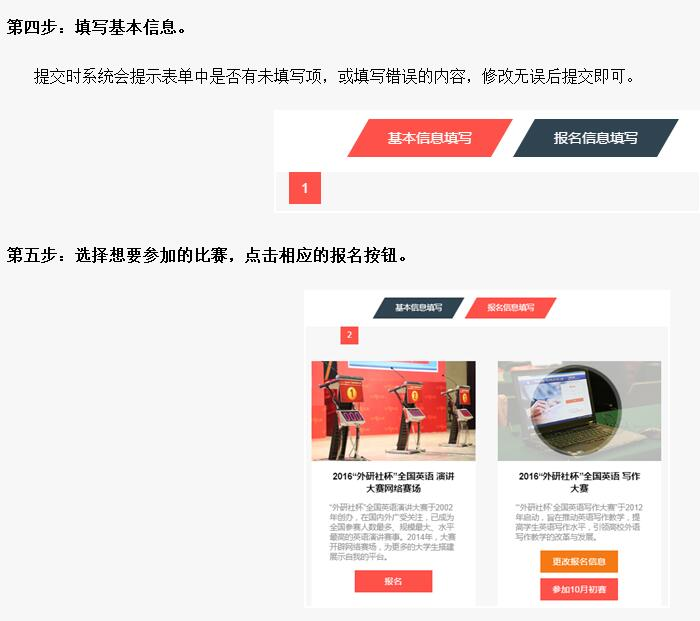 第四步：填写基本信息。
提交时系统会提示表单中是否有未填写项，或填写错误的内容，修改无误后提交即可。
基本信息填写
报名信息填写
1
第五步：选择想要参加的比赛，点击相应的报名按钮。
基本信息填写
报名信息填写
2
2016“外研社杯”全国英语 演讲
大赛网络赛场
“外研社杯”全国英语演讲大赛于2002
年创办，在国内外广受关注，已成为
全国参赛人数最多、规模最大、水平
最高的英语演讲赛事。2014年，大赛
开辟网络赛场，为更多的大学生搭建
展示自我的平台。
报名
2016“外研社杯”全国英语 写作
大赛
“外研社杯”全国英语写作大赛”于2012
年启动，旨在推动英语写作教学，提
高学生英语写作水平，引领高校外语
写作教学的改革与发展。
更改报名信息
参加10月初赛